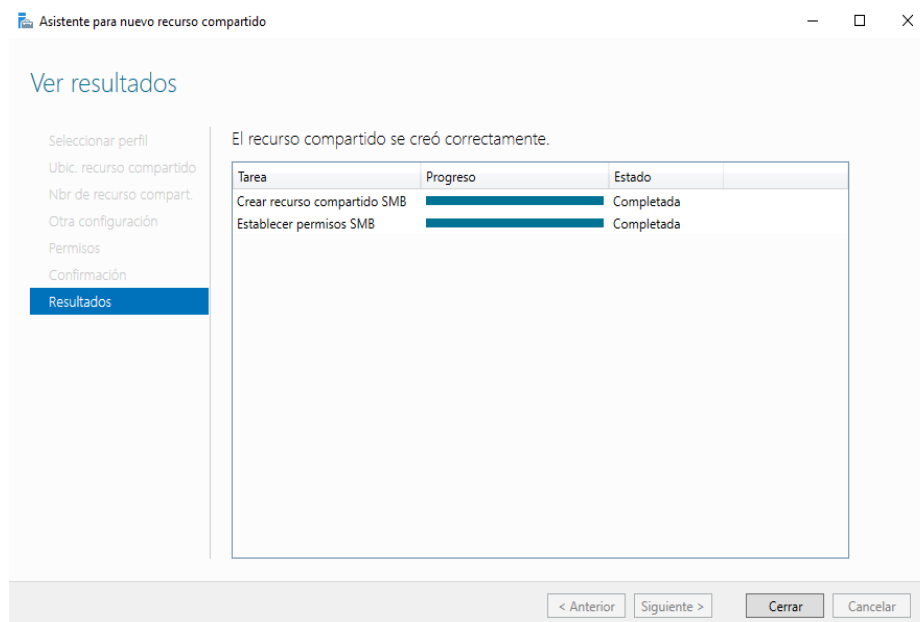 Asistente para nuevo recurso compartido
Ver resultados
Seleccionar perfil
Ubic. recurso compartido
Nbr de recurso compart.
Otra configuración
Permisos
Confirmación
Resultados
El recurso compartido se creó correctamente.
Tarea Progreso Estado
Crear recurso compartido SMB Completada
Establecer permisos SMB Completada
< Anterior Siguiente > Cerrar Cancelar